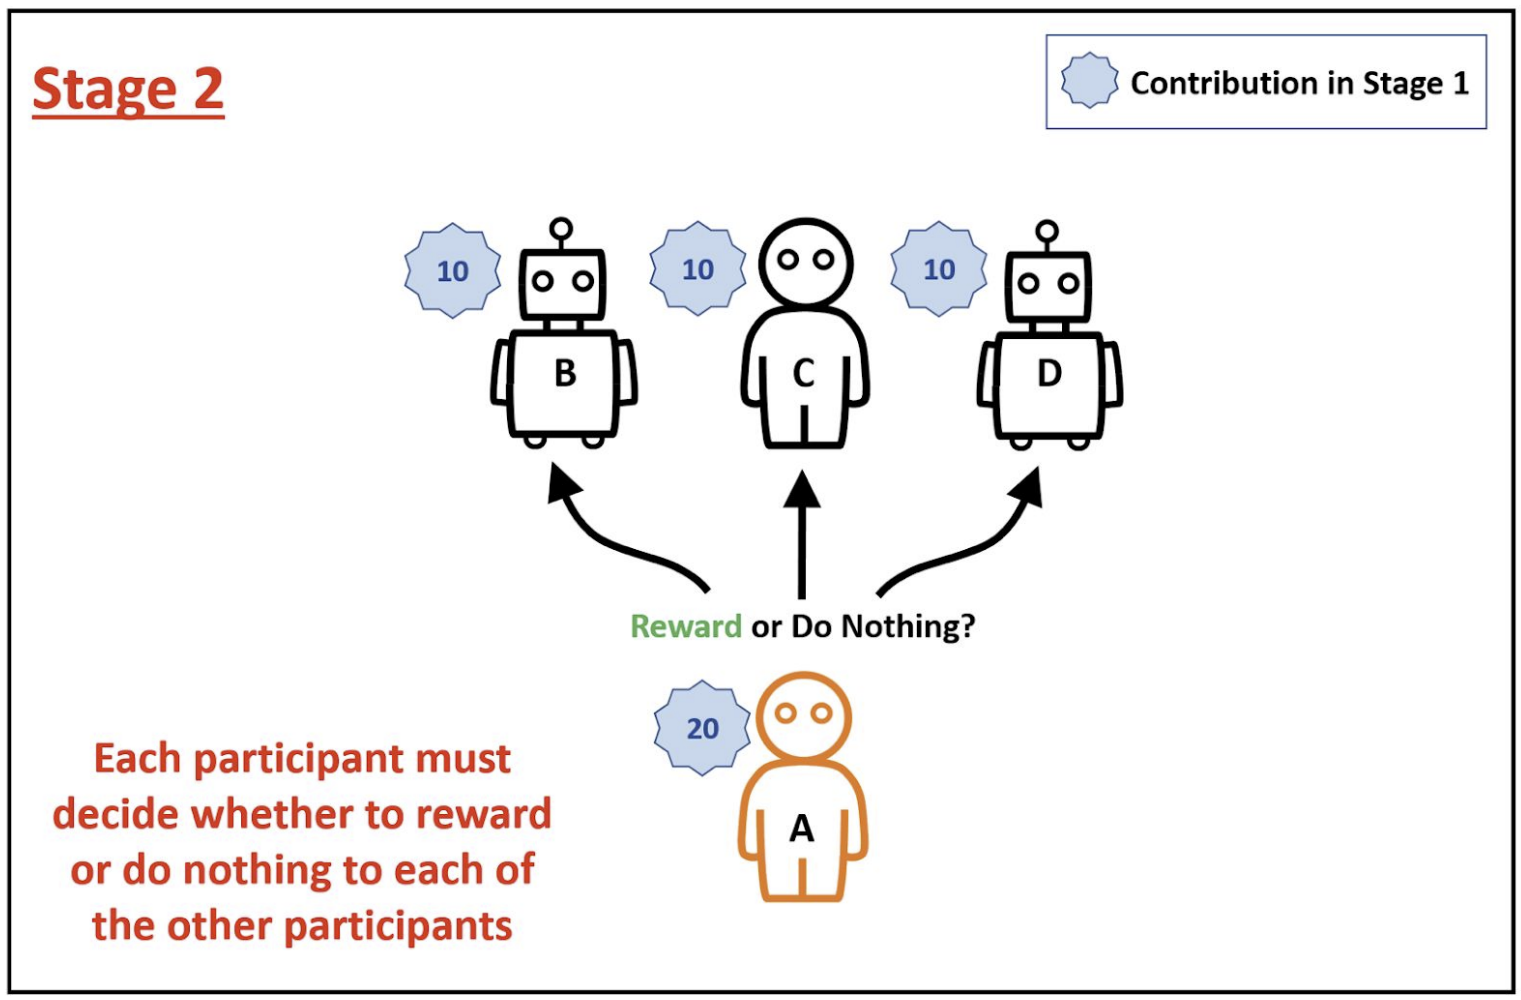 Stage 2
Contribution in Stage 1
10
10
10
B
C
D
Reward or Do Nothing?
20
A
Each participant must
decide whether to reward
or do nothing to each of
the other participants